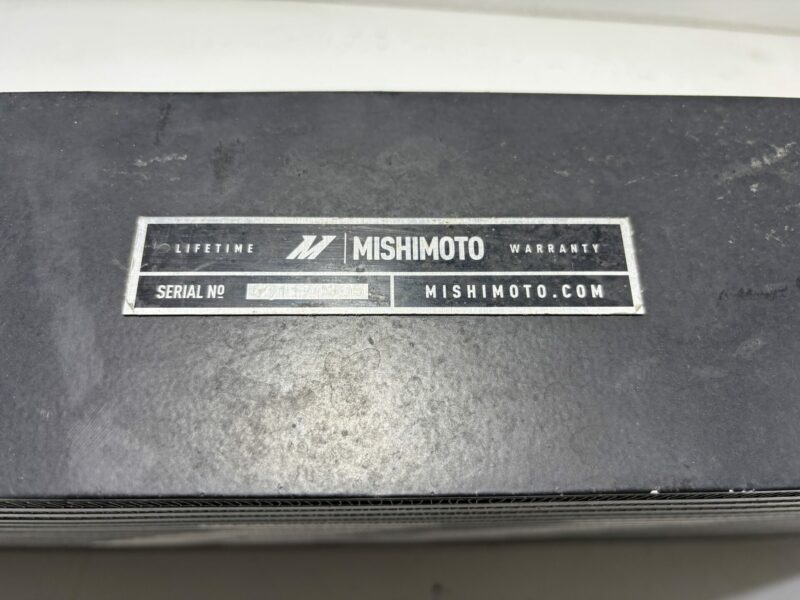 LIFETIME MISHIMOTO WARRANTY
SERIAL Nº MISHIMOTO.COM